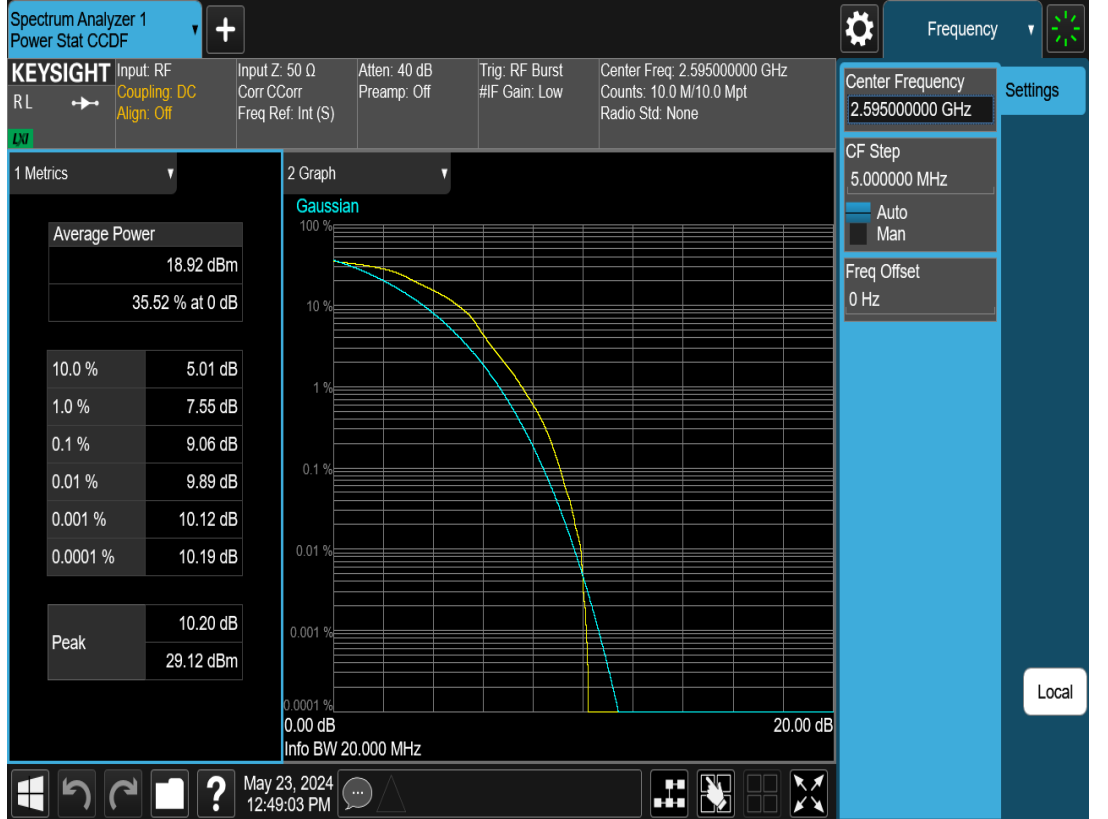 Spectrum Analyzer 1
Power Stat CCDF
Frequency
KEYSIGHT
RL
LXI
Input: RF
Coupling: DC
Align: Off
Input Z: 50 Ω
Corr CCorr
Freq Ref: Int (S)
Atten: 40 dB
Preamp: Off
Trig: RF Burst
#IF Gain: Low
Center Freq: 2.595000000 GHz
Counts: 10.0 M/10.0 Mpt
Radio Std: None
Center Frequency
2.595000000 GHz
Settings
CF Step
5.000000 MHz
Auto
Man
Freq Offset
0 Hz
Local
1 Metrics
Average Power
18.92 dBm
35.52 % at 0 dB
10.0 % 5.01 dB
1.0 % 7.55 dB
0.1 % 9.06 dB
0.01 % 9.89 dB
0.001 % 10.12 dB
0.0001 % 10.19 dB
Peak
10.20 dB
29.12 dBm
2 Graph
Gaussian
100 %
10 %
1 %
0.1 %
0.01 %
0.001 %
0.0001 %
0.00 dB 20.00 dB
Info BW 20.000 MHz
?
May 23, 2024
12:49:03 PM